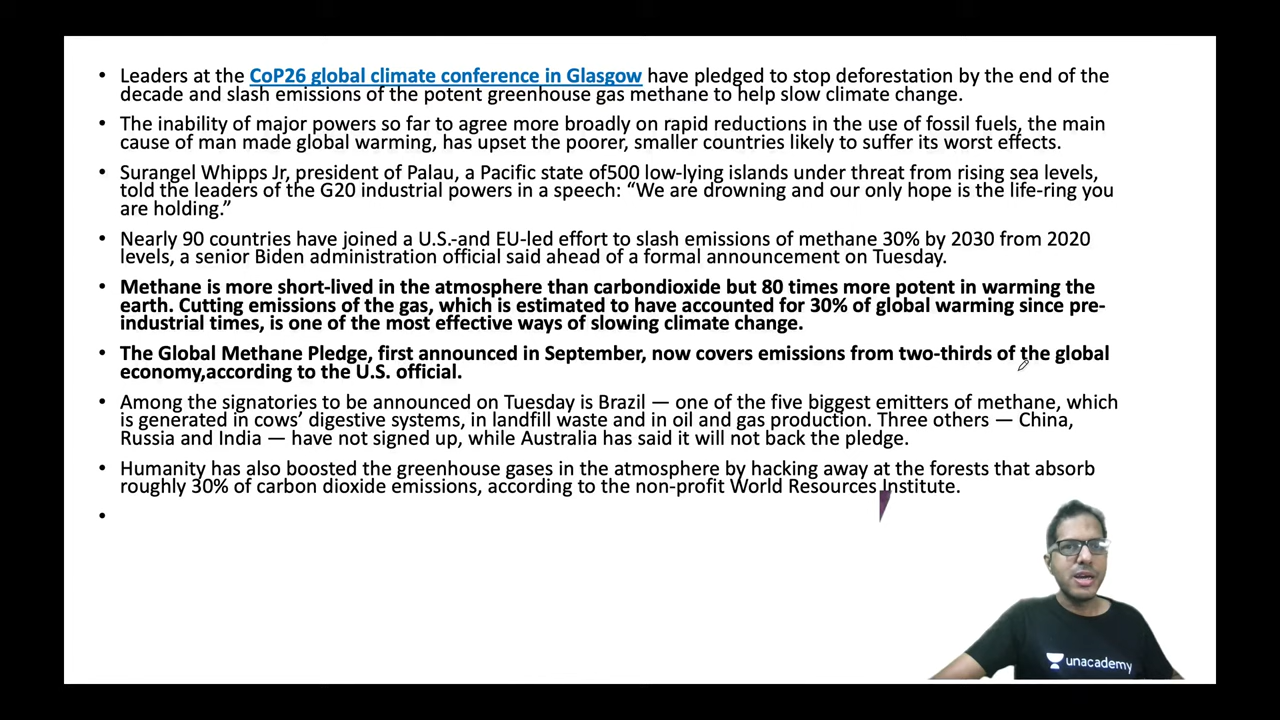 • Leaders at the CoP26 global climate conference in Glasgow have pledged to stop deforestation by the end of the
decade and slash emissions of the potent greenhouse gas methane to help slow climate change.
• The inability of major powers so far to agree more broadly on rapid reductions in the use of fossil fuels, the main
cause of man made global warming, has upset the poorer, smaller countries likely to suffer its worst effects.
• Surangel Whipps Jr, president of Palau, a Pacific state of500 low-lying islands under threat from rising sea levels,
told the leaders of the G20 industrial powers in a speech: “We are drowning and our only hope is the life-ring you
are holding.”
• Nearly 90 countries have joined a U.S.-and EU-led effort to slash emissions of methane 30% by 2030 from 2020
levels, a senior Biden administration official said ahead of a formal announcement on Tuesday.
• Methane is more short-lived in the atmosphere than carbondioxide but 80 times more potent in warming the
earth. Cutting emissions of the gas, which is estimated to have accounted for 30% of global warming since pre-
industrial times, is one of the most effective ways of slowing climate change.
• The Global Methane Pledge, first announced in September, now covers emissions from two-thirds of the global
economy,according to the U.S. official.
• Among the signatories to be announced on Tuesday is Brazil — one of the five biggest emitters of methane, which
is generated in cows’ digestive systems, in landfill waste and in oil and gas production. Three others — China,
Russia and India — have not signed up, while Australia has said it will not back the pledge.
• Humanity has also boosted the greenhouse gases in the atmosphere by hacking away at the forests that absorb
roughly 30% of carbon dioxide emissions, according to the non-profit World Resources Institute.
•
unacademy